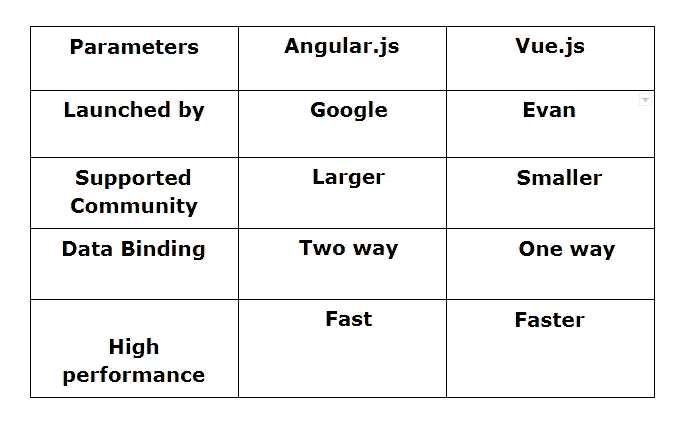 Parameters Angular.js Vue.js
Launched by Google Evan
Supported Community Larger Smaller
Data Binding Two way One way
High performance Fast Faster